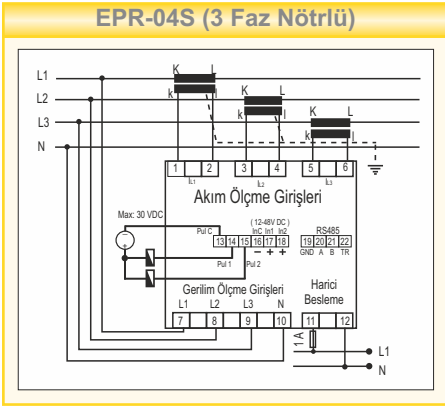 EPR-04S (3 Faz Nötrlü)
K L
L1
k l
K L
L2
k l
K L
L3
k l
N
1 2 3 4 5 6
IL1 IL2 IL3
Akım Ölçme Girişleri
Max: 30 VDC
( 12-48V DC )
Pul C InC In1 In2 RS485
13 14 15 16 17 18 19 20 21 22
− + + GND A B TR
Pul 1 Pul 2
Gerilim Ölçme Girişleri
Harici
Besleme
L1 L2 L3 N
7 8 9 10 11 12
1 A
L1
N